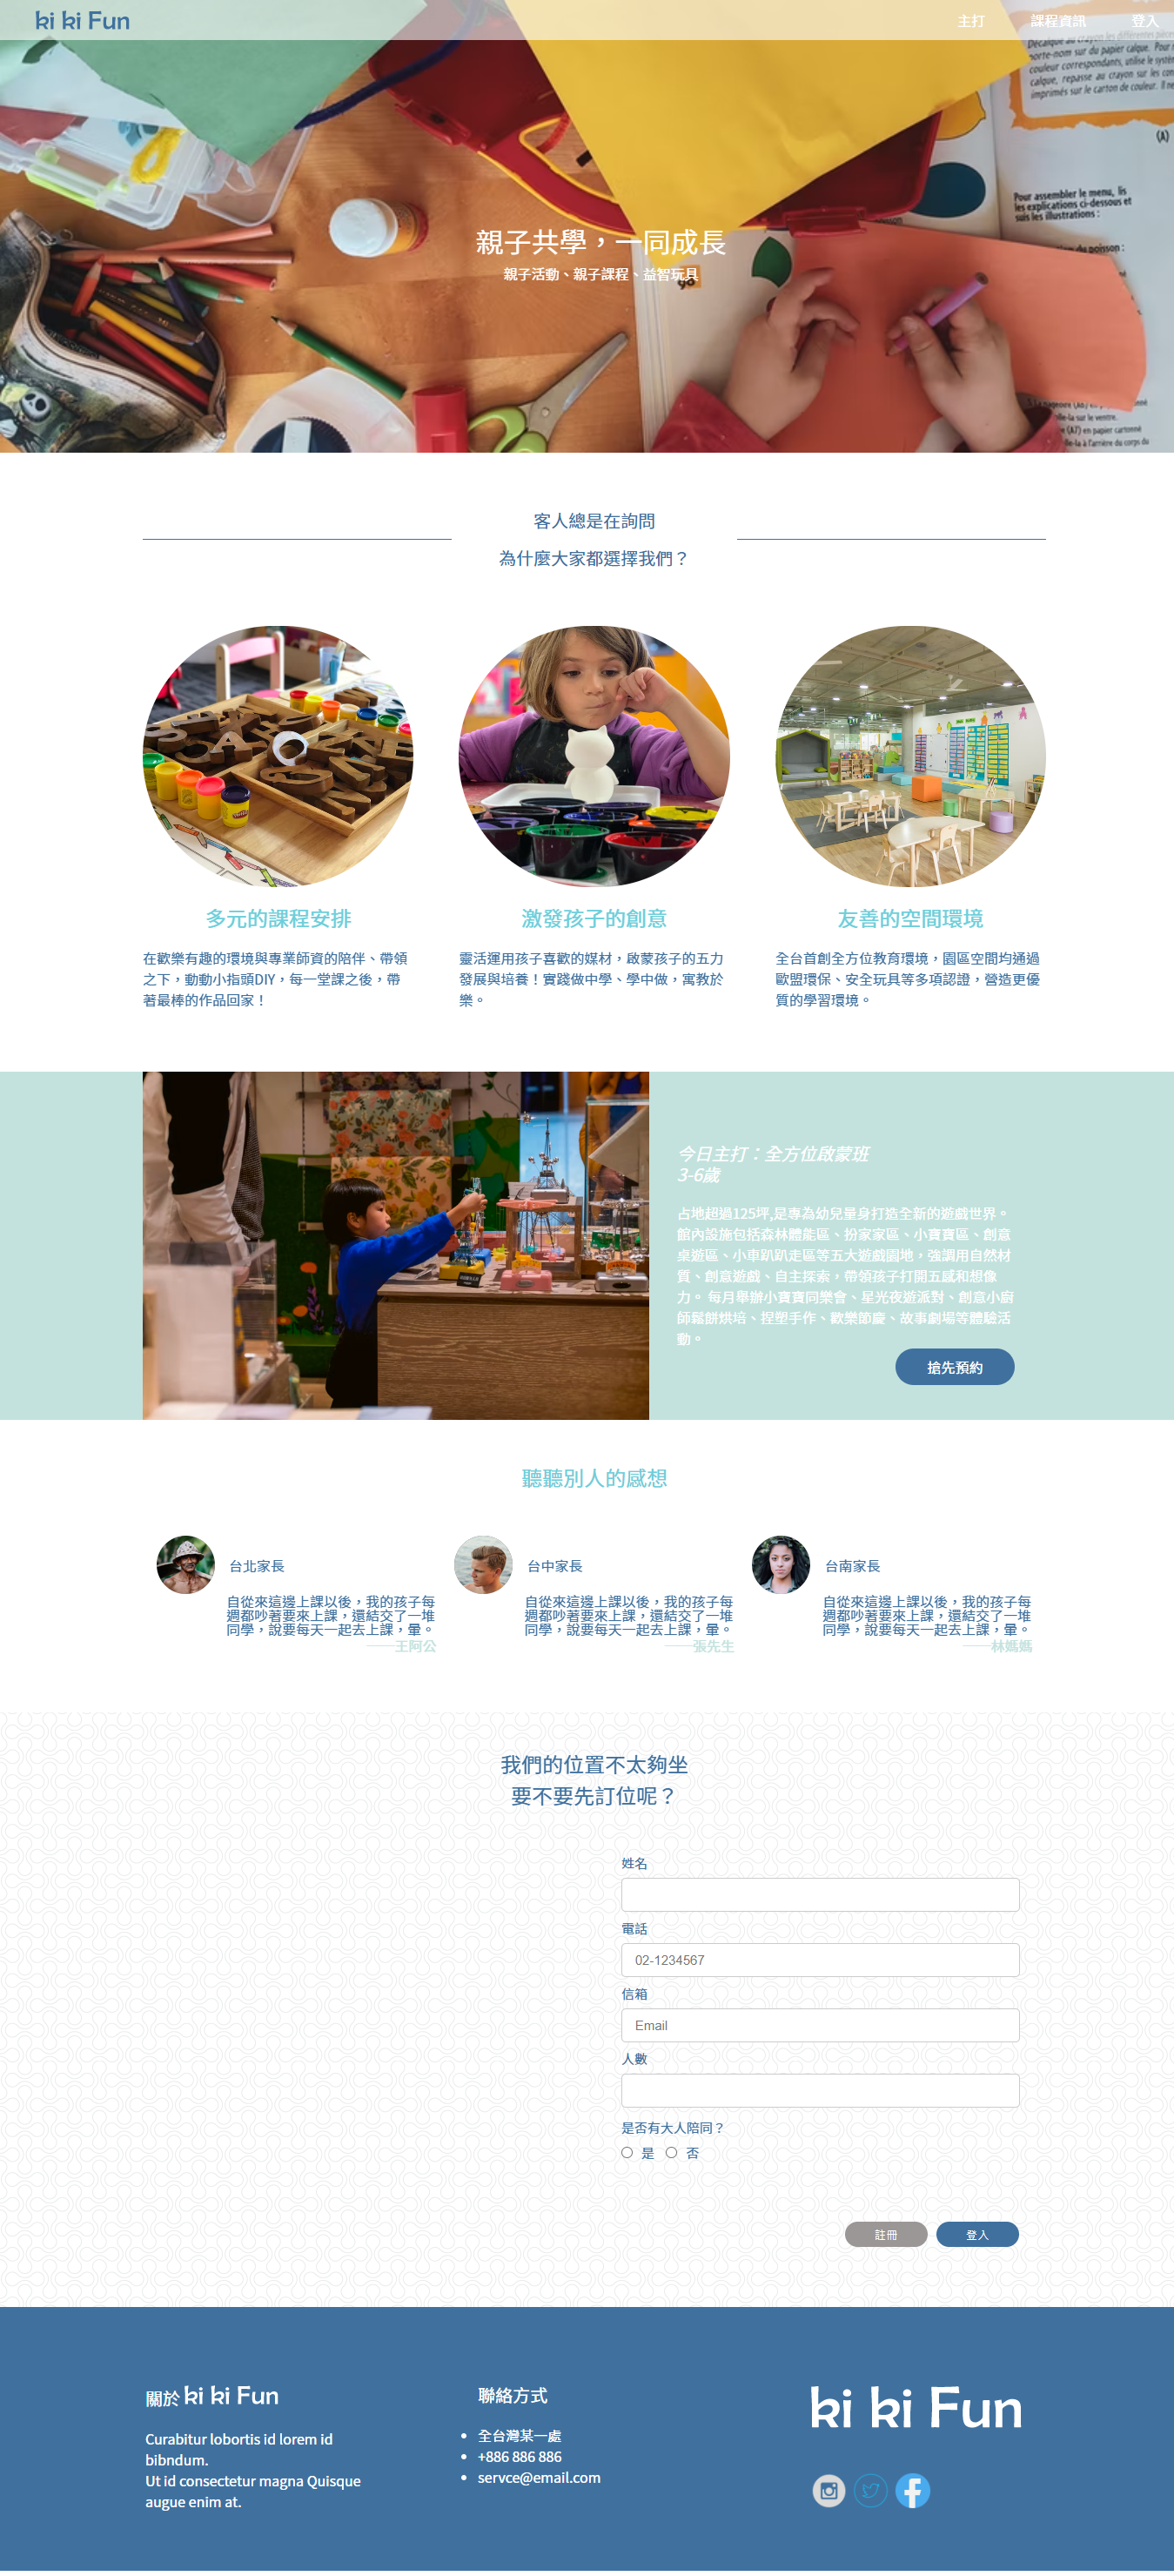 ki ki Fun
主打
課程資訊
登入
親子共學，一同成長
親子活動、親子課程、益智玩具
Pour assembler le menu, lis
les explications ci-dessous et
suis les illustrations :
(A)
客人總是在詢問
為什麼大家都選擇我們？
多元的課程安排
在歡樂有趣的環境與專業師資的陪伴、帶領
之下，動動小指頭DIY，每一堂課之後，帶
著最棒的作品回家！
激發孩子的創意
靈活運用孩子喜歡的媒材，啟蒙孩子的五力
發展與培養！實踐做中學、學中做，寓教於
樂。
友善的空間環境
全台首創全方位教育環境，園區空間均通過
歐盟環保、安全玩具等多項認證，營造更優
質的學習環境。
今日主打：全方位啟蒙班
3-6歲
占地超過125坪,是專為幼兒量身打造全新的遊戲世界。
館內設施包括森林體能區、扮家家區、小寶寶區、創意
桌遊區、小車趴趴走區等五大遊戲園地，強調用自然材
質、創意遊戲、自主探索，帶領孩子打開五感和想像
力。 每月舉辦小寶寶同樂會、星光夜遊派對、創意小廚
師鬆餅烘培、捏塑手作、歡樂節慶、故事劇場等體驗活
動。
搶先預約
聽聽別人的感想
台北家長
自從來這邊上課以後，我的孩子每
週都吵著要來上課，還結交了一堆
同學，說要每天一起去上課，暈。
——王阿公
台中家長
自從來這邊上課以後，我的孩子每
週都吵著要來上課，還結交了一堆
同學，說要每天一起去上課，暈。
——張先生
台南家長
自從來這邊上課以後，我的孩子每
週都吵著要來上課，還結交了一堆
同學，說要每天一起去上課，暈。
——林媽媽
我們的位置不太夠坐
要不要先訂位呢？
姓名
電話
02-1234567
信箱
Email
人數
是否有大人陪同？
是 否
註冊
登入
關於 ki ki Fun
Curabitur lobortis id lorem id
bibndum.
Ut id consectetur magna Quisque
augue enim at.
聯絡方式
全台灣某一處
+886 886 886
servce@email.com
ki ki Fun